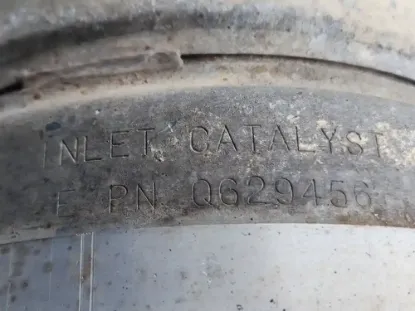 INLET CATALYST
E PN Q629456